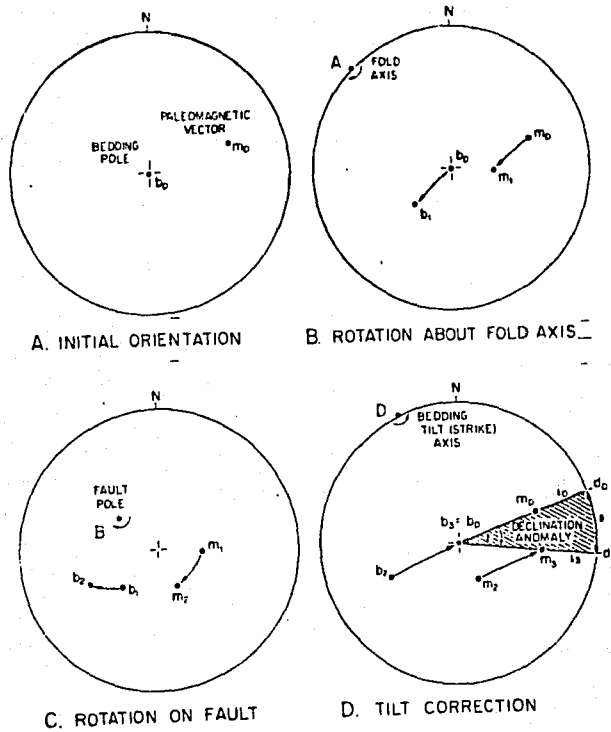 N
PALEOMAGNETIC
VECTOR
m₀
BEDDING
POLE
b₀
A. INITIAL ORIENTATION
N
A
FOLD
AXIS
m₀
b₀
m₁
b₁
B. ROTATION ABOUT FOLD AXIS
N
FAULT
POLE
B
m₁
b₂
b₁
m₂
C. ROTATION ON FAULT
N
D
BEDDING
TILT (STRIKE)
AXIS
d₀
i₀
m₀
b₃ = b₀
DECLINATION
ANOMALY
d
m₃
i₃
b₂
m₂
D. TILT CORRECTION